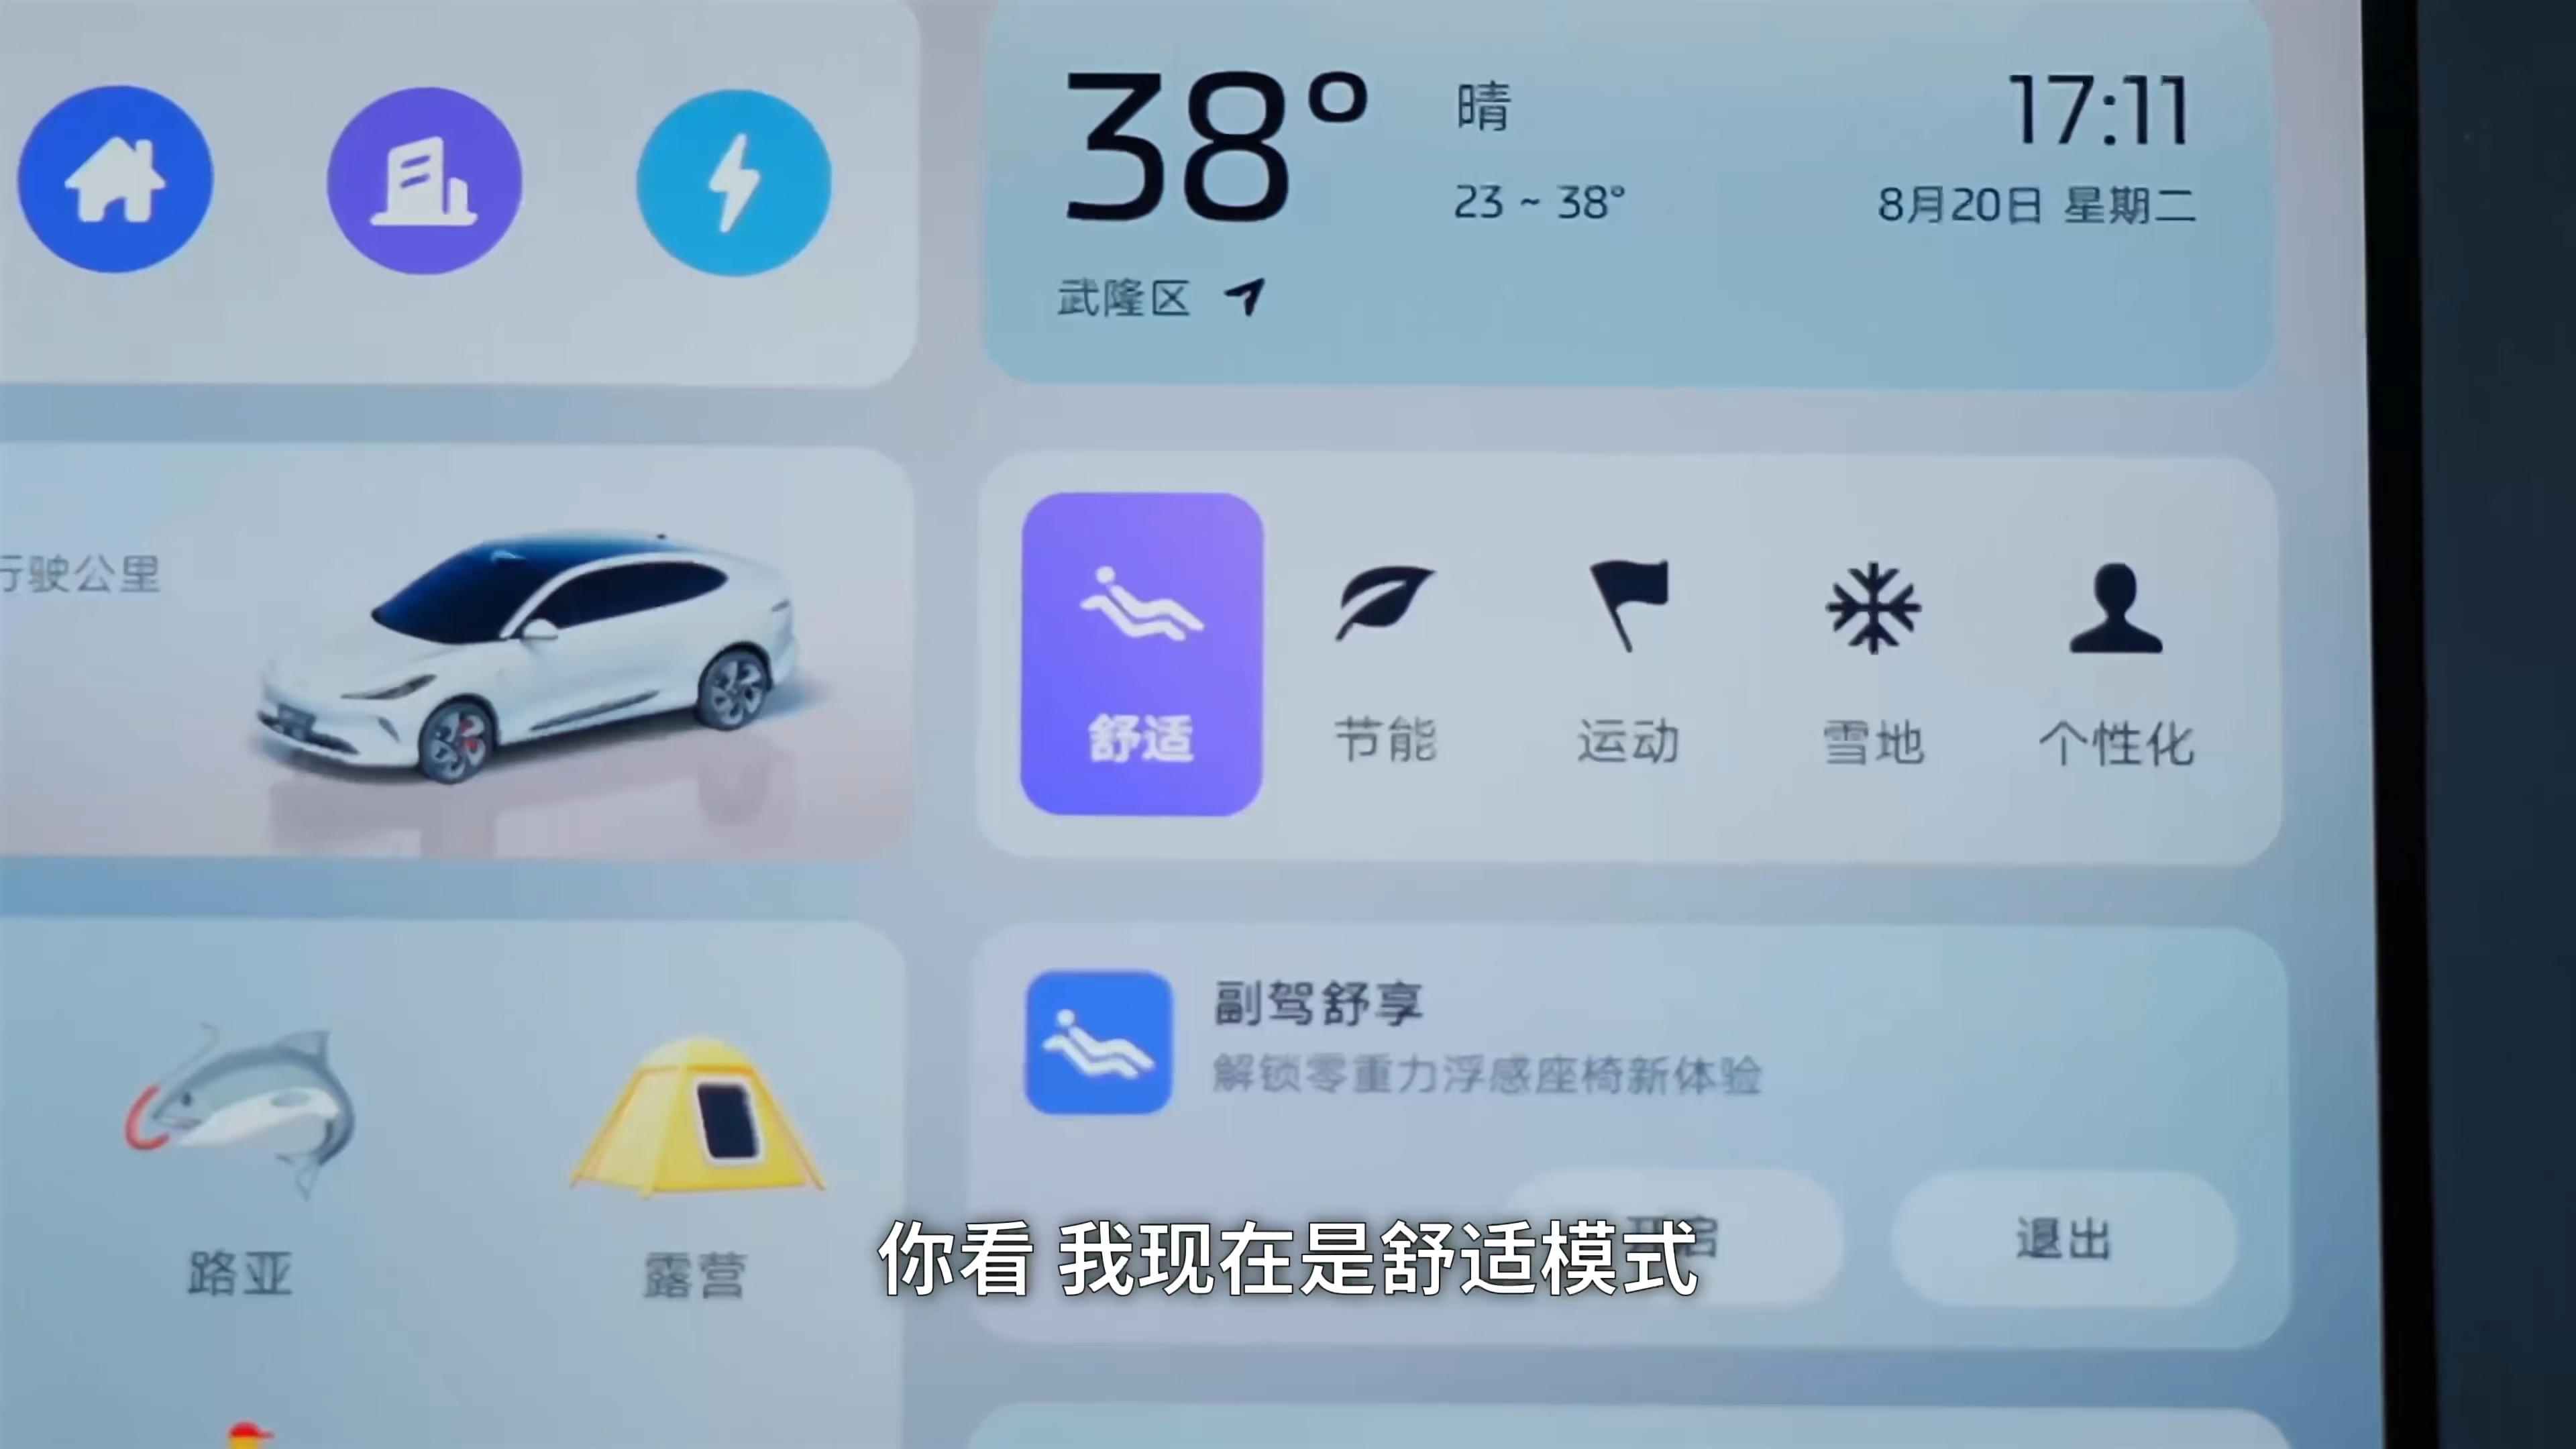 38°
晴
17:11
23 ~ 38°
8月20日 星期二
武隆区
行驶公里
舒适
节能
运动
雪地
个性化
副驾舒享
解锁零重力浮感座椅新体验
开启
退出
路亚
露营
你看 我现在是舒适模式